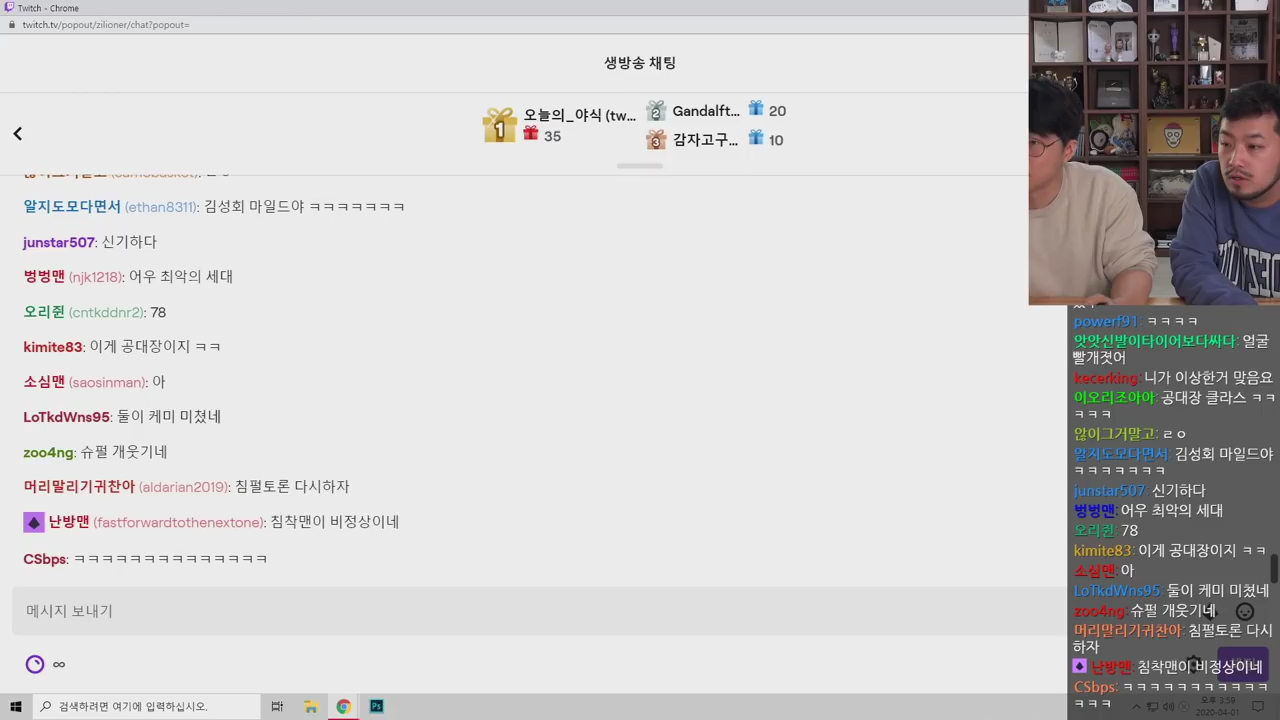 Twitch - Chrome
twitch.tv/popout/zilioner/chat?popout=
생방송 채팅
1 오늘의_야식 (tw...
35
2 Gandalft... 20
3 감자고구... 10
알지도모다면서 (ethan8311): 김성회 마일드야 ㅋㅋㅋㅋㅋㅋㅋ
junstar507: 신기하다
벙벙맨 (njk1218): 어우 최악의 세대
오리쥔 (cntkddnr2): 78
kimite83: 이게 공대장이지 ㅋㅋ
소심맨 (saosinman): 아
LoTkdWns95: 둘이 케미 미쳤네
zoo4ng: 슈펄 개웃기네
머리말리기귀찬아 (aldarian2019): 침펄토론 다시하자
난방맨 (fastforwardtothenextone): 침착맨이 비정상이네
CSbps: ㅋㅋㅋㅋㅋㅋㅋㅋㅋㅋㅋㅋㅋㅋ
메시지 보내기
∞
검색하려면 여기에 입력하십시오.
powerf91: ㅋㅋㅋㅋ
앗앗신발이타이어보다싸다: 얼굴
빨개졋어
kecerking: 니가 이상한거 맞음요
이오리조아아: 공대장 클라스 ㅋㅋ
ㅋㅋㅋㅋ
않이그거말고: ㄹㅇ
알지도모다면서: 김성회 마일드야
ㅋㅋㅋㅋㅋㅋㅋ
junstar507: 신기하다
벙벙맨: 어우 최악의 세대
오리쥔: 78
kimite83: 이게 공대장이지 ㅋㅋ
소심맨: 아
LoTkdWns95: 둘이 케미 미쳤네
zoo4ng: 슈펄 개웃기네
머리말리기귀찬아: 침펄토론 다시
하자
난방맨: 침착맨이 비정상이네
CSbps: ㅋㅋㅋㅋㅋㅋㅋㅋㅋㅋㅋ
ㅋㅋㅋ
오후 3:59
2020-04-01